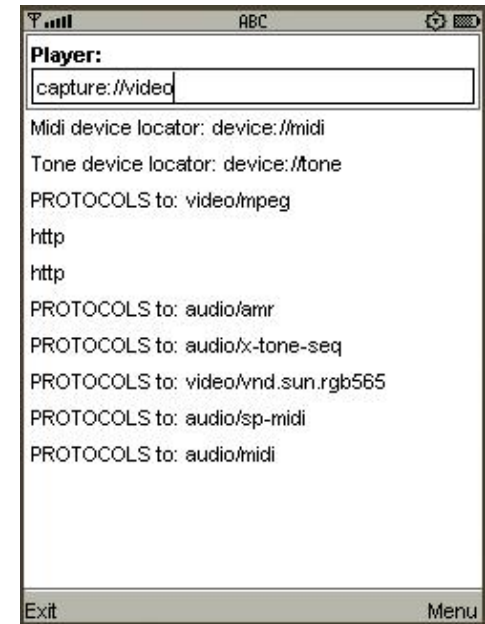 ABC
Player:
capture://video
Midi device locator: device://midi
Tone device locator: device://tone
PROTOCOLS to: video/mpeg
http
http
PROTOCOLS to: audio/amr
PROTOCOLS to: audio/x-tone-seq
PROTOCOLS to: video/vnd.sun.rgb565
PROTOCOLS to: audio/sp-midi
PROTOCOLS to: audio/midi
Exit Menu